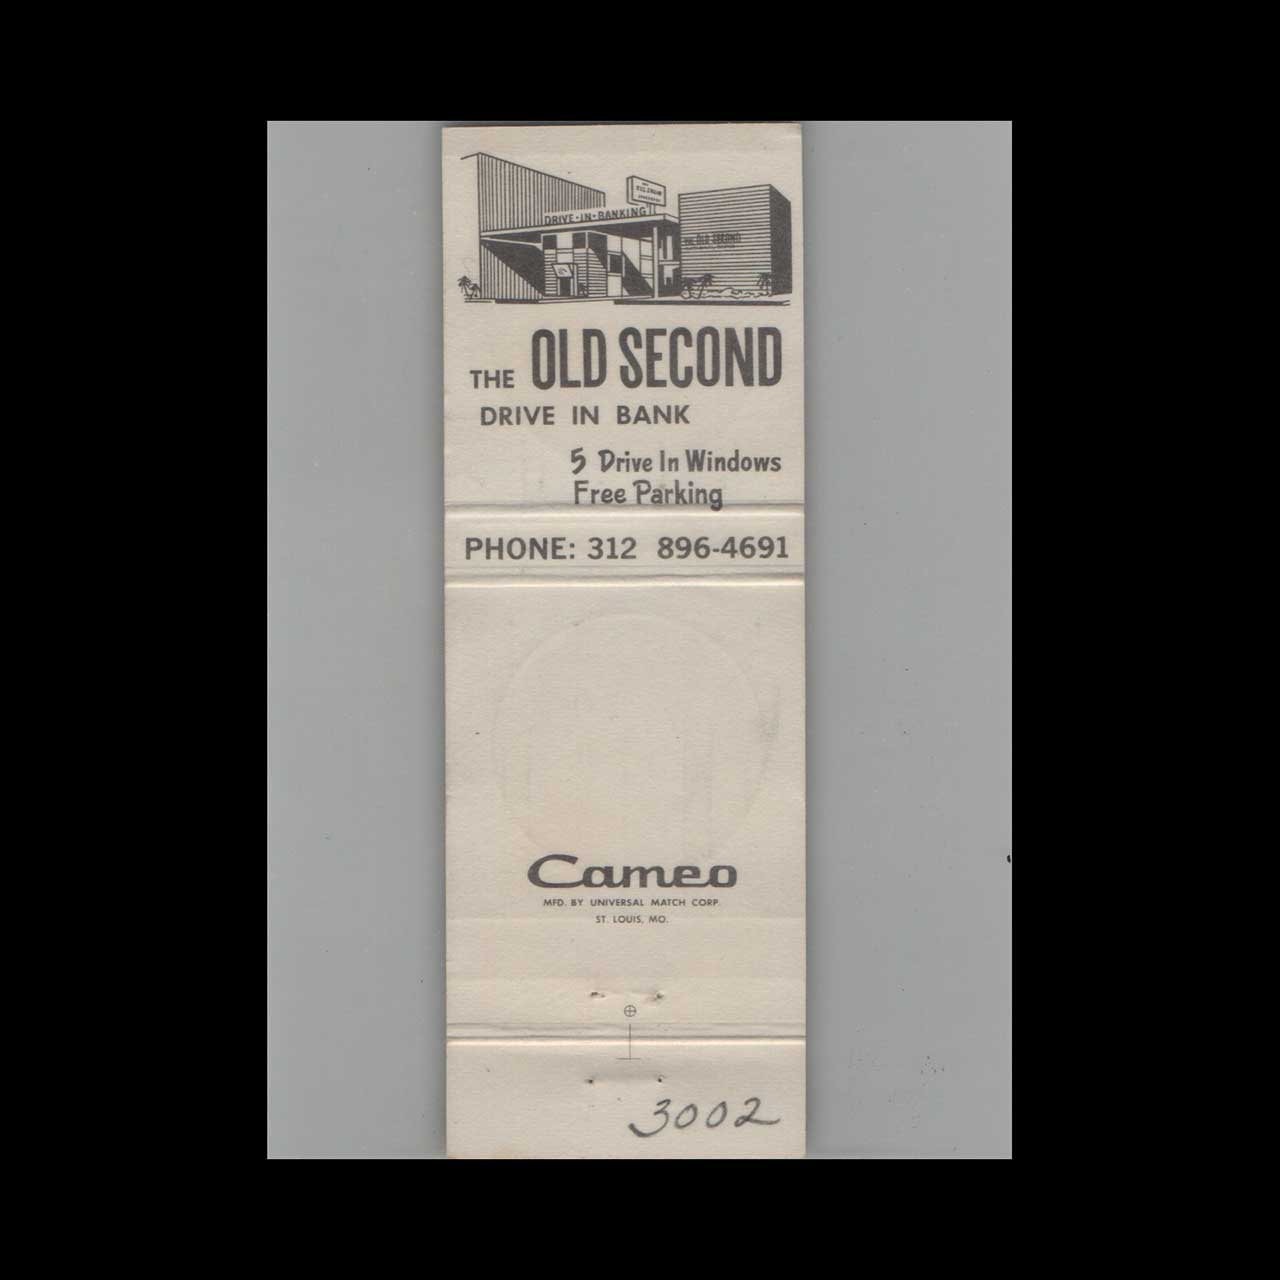 DRIVE-IN-BANKING
THE OLD SECOND
THE OLD SECOND
DRIVE IN BANK
5 Drive In Windows
Free Parking
PHONE: 312 896-4691
Cameo
MFD. BY UNIVERSAL MATCH CORP.
ST. LOUIS, MO.
3002